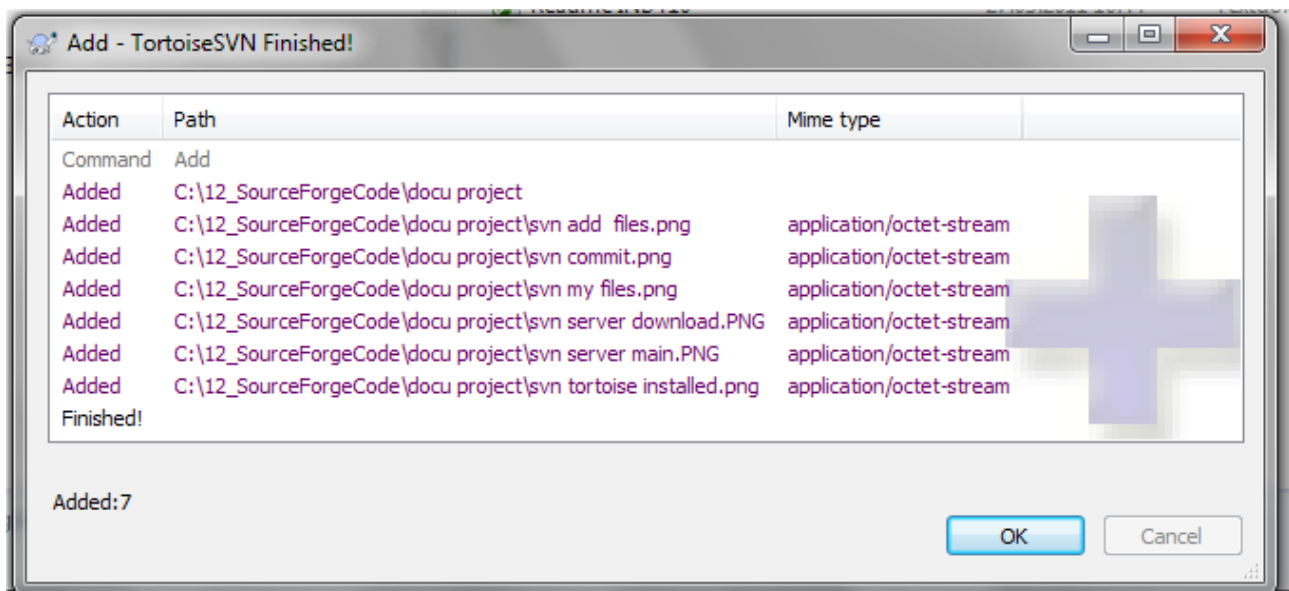 Add - TortoiseSVN Finished!
Action Path Mime type
Command Add
Added C:\12_SourceForgeCode\docu project
Added C:\12_SourceForgeCode\docu project\svn add  files.png application/octet-stream
Added C:\12_SourceForgeCode\docu project\svn commit.png application/octet-stream
Added C:\12_SourceForgeCode\docu project\svn my files.png application/octet-stream
Added C:\12_SourceForgeCode\docu project\svn server download.PNG application/octet-stream
Added C:\12_SourceForgeCode\docu project\svn server main.PNG application/octet-stream
Added C:\12_SourceForgeCode\docu project\svn tortoise installed.png application/octet-stream
Finished!
Added:7
OK Cancel